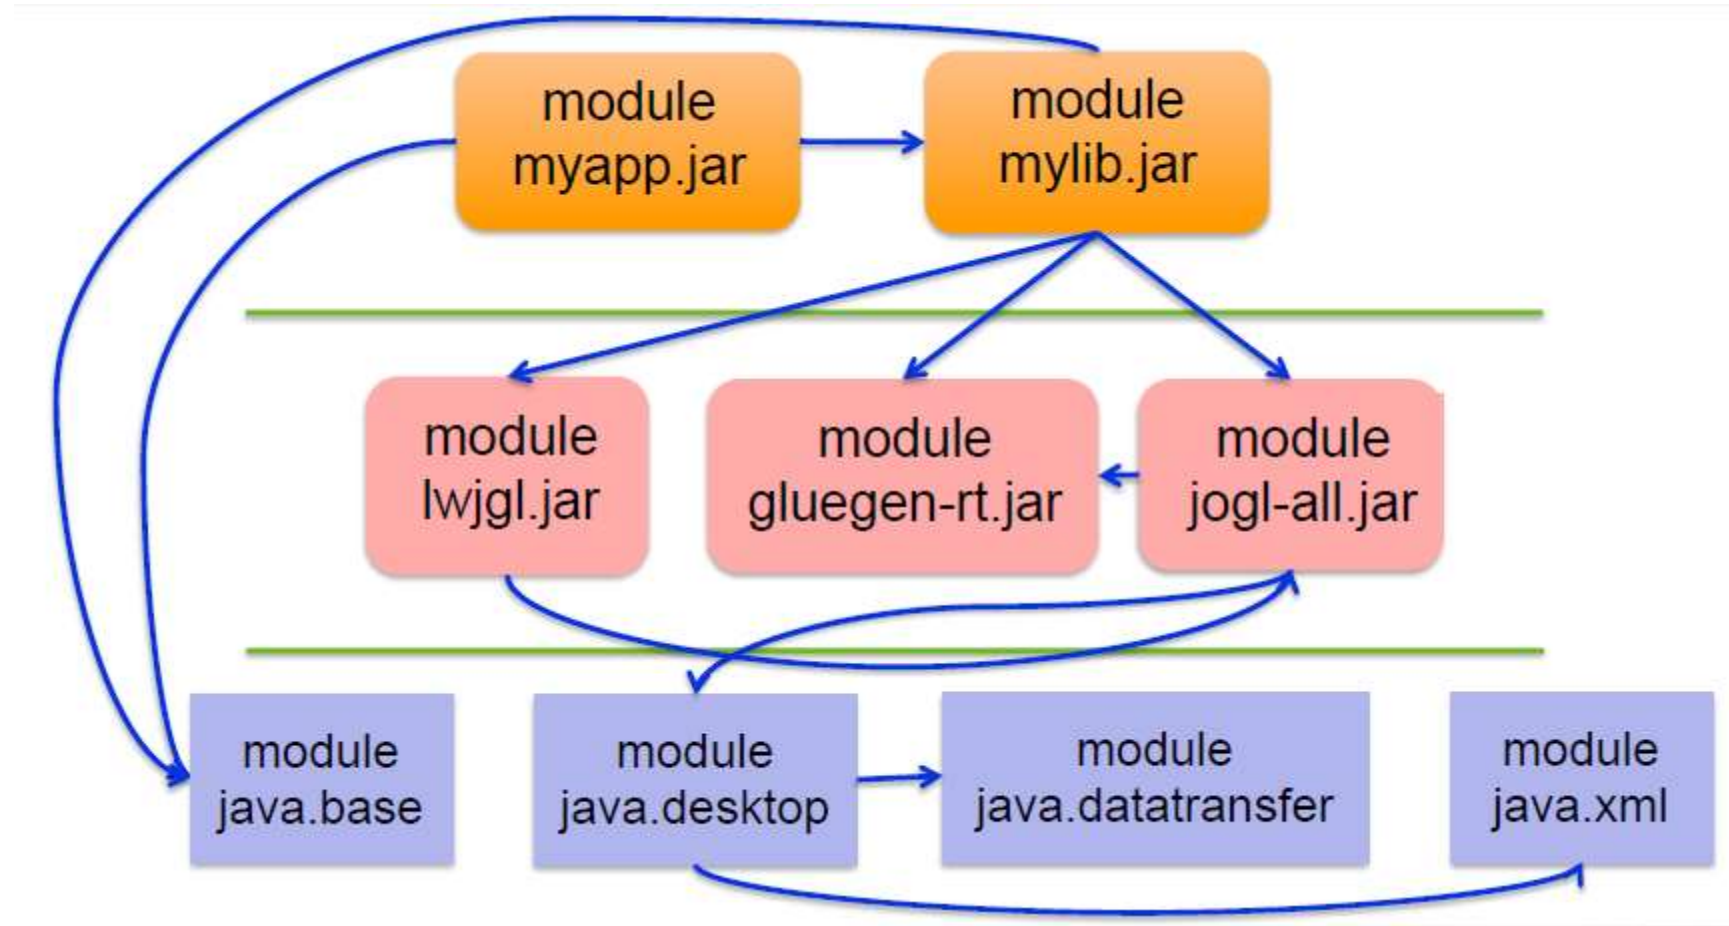 module
myapp.jar
module
mylib.jar
module
lwjgl.jar
module
gluegen-rt.jar
module
jogl-all.jar
module
java.base
module
java.desktop
module
java.datatransfer
module
java.xml